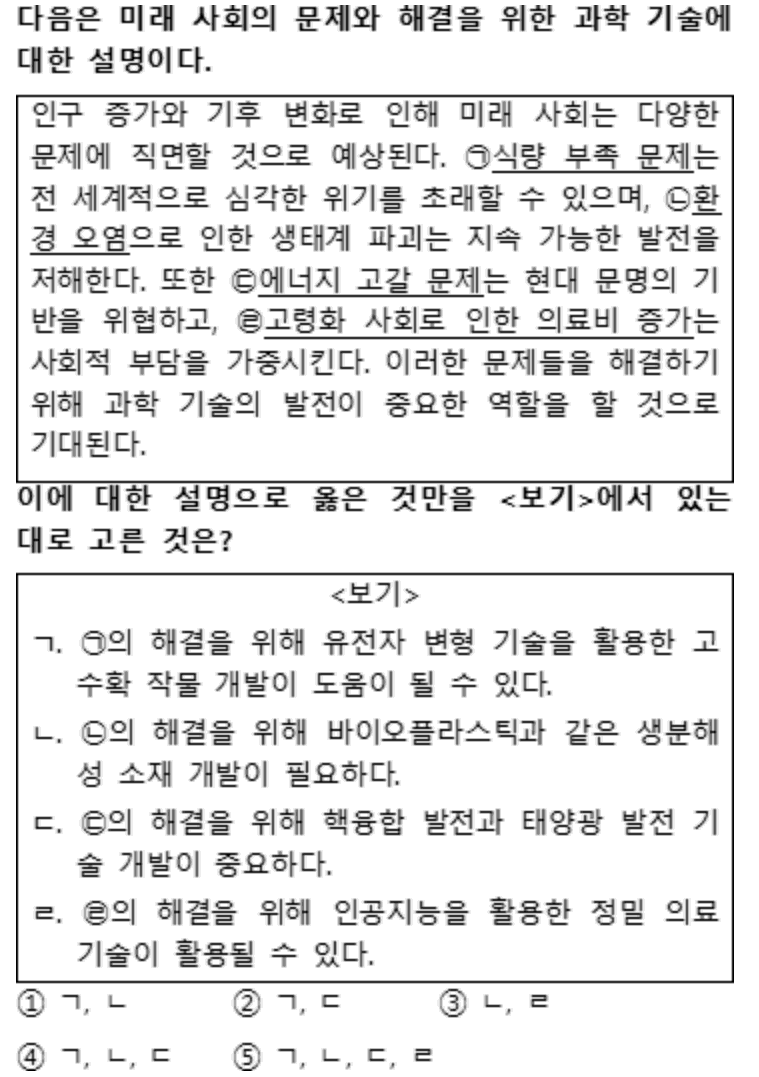 다음은 미래 사회의 문제와 해결을 위한 과학 기술에
대한 설명이다.
인구 증가와 기후 변화로 인해 미래 사회는 다양한
문제에 직면할 것으로 예상된다. ㉠식량 부족 문제는
전 세계적으로 심각한 위기를 초래할 수 있으며, ㉡환
경 오염으로 인한 생태계 파괴는 지속 가능한 발전을
저해한다. 또한 ㉢에너지 고갈 문제는 현대 문명의 기
반을 위협하고, ㉣고령화 사회로 인한 의료비 증가는
사회적 부담을 가중시킨다. 이러한 문제들을 해결하기
위해 과학 기술의 발전이 중요한 역할을 할 것으로
기대된다.
이에 대한 설명으로 옳은 것만을 <보기>에서 있는
대로 고른 것은?
<보기>
ㄱ. ㉠의 해결을 위해 유전자 변형 기술을 활용한 고
수확 작물 개발이 도움이 될 수 있다.
ㄴ. ㉡의 해결을 위해 바이오플라스틱과 같은 생분해
성 소재 개발이 필요하다.
ㄷ. ㉢의 해결을 위해 핵융합 발전과 태양광 발전 기
술 개발이 중요하다.
ㄹ. ㉣의 해결을 위해 인공지능을 활용한 정밀 의료
기술이 활용될 수 있다.
① ㄱ, ㄴ ② ㄱ, ㄷ ③ ㄴ, ㄹ
④ ㄱ, ㄴ, ㄷ ⑤ ㄱ, ㄴ, ㄷ, ㄹ